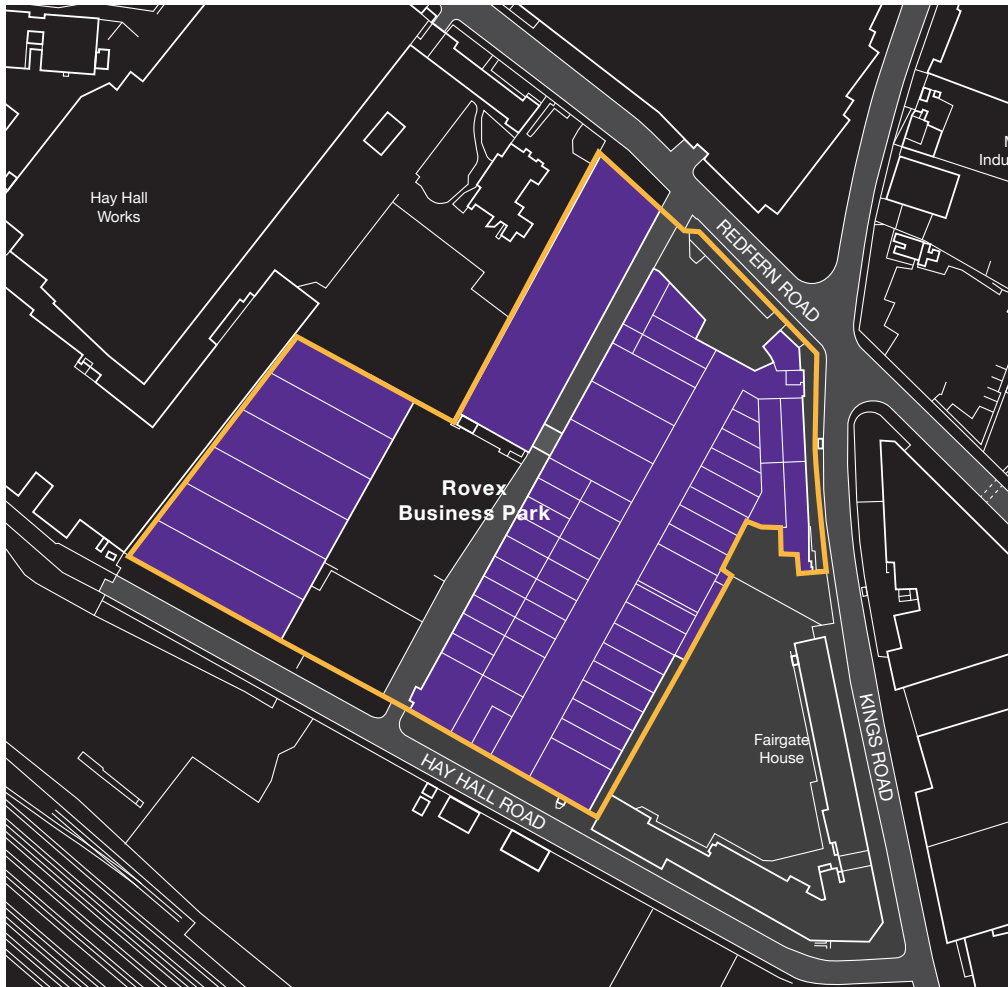 Hay Hall
Works
REDFERN ROAD
Rovex
Business Park
KINGS ROAD
Fairgate
House
HAY HALL ROAD